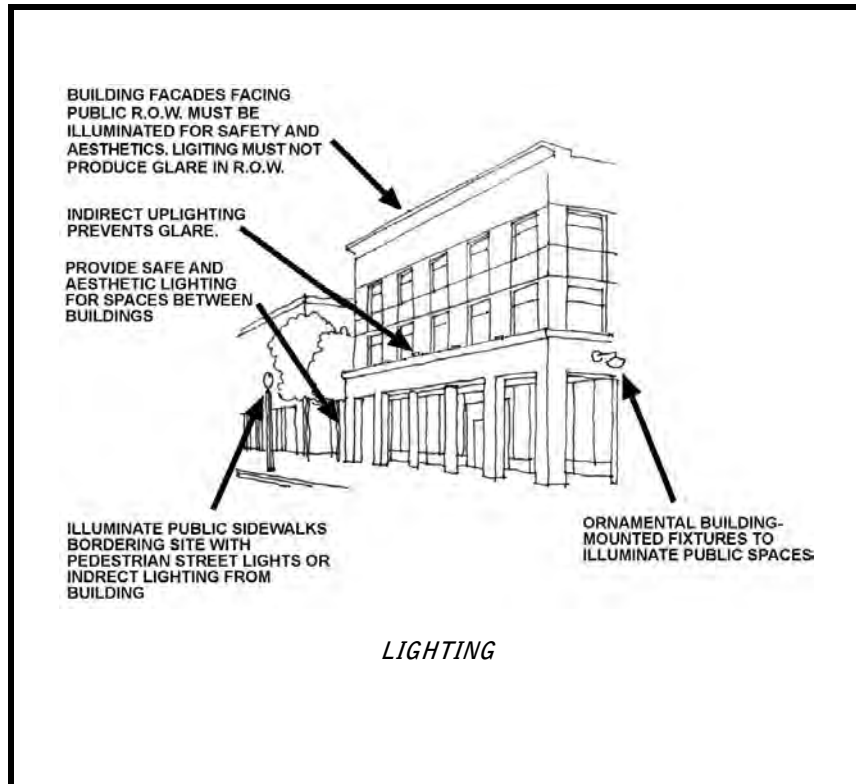 BUILDING FACADES FACING
PUBLIC R.O.W. MUST BE
ILLUMINATED FOR SAFETY AND
AESTHETICS. LIGITING MUST NOT
PRODUCE GLARE IN R.O.W.
INDIRECT UPLIGHTING
PREVENTS GLARE.
PROVIDE SAFE AND
AESTHETIC LIGHTING
FOR SPACES BETWEEN
BUILDINGS
ILLUMINATE PUBLIC SIDEWALKS
BORDERING SITE WITH
PEDESTRIAN STREET LIGHTS OR
INDRECT LIGHTING FROM
BUILDING
ORNAMENTAL BUILDING-
MOUNTED FIXTURES TO
ILLUMINATE PUBLIC SPACES
LIGHTING